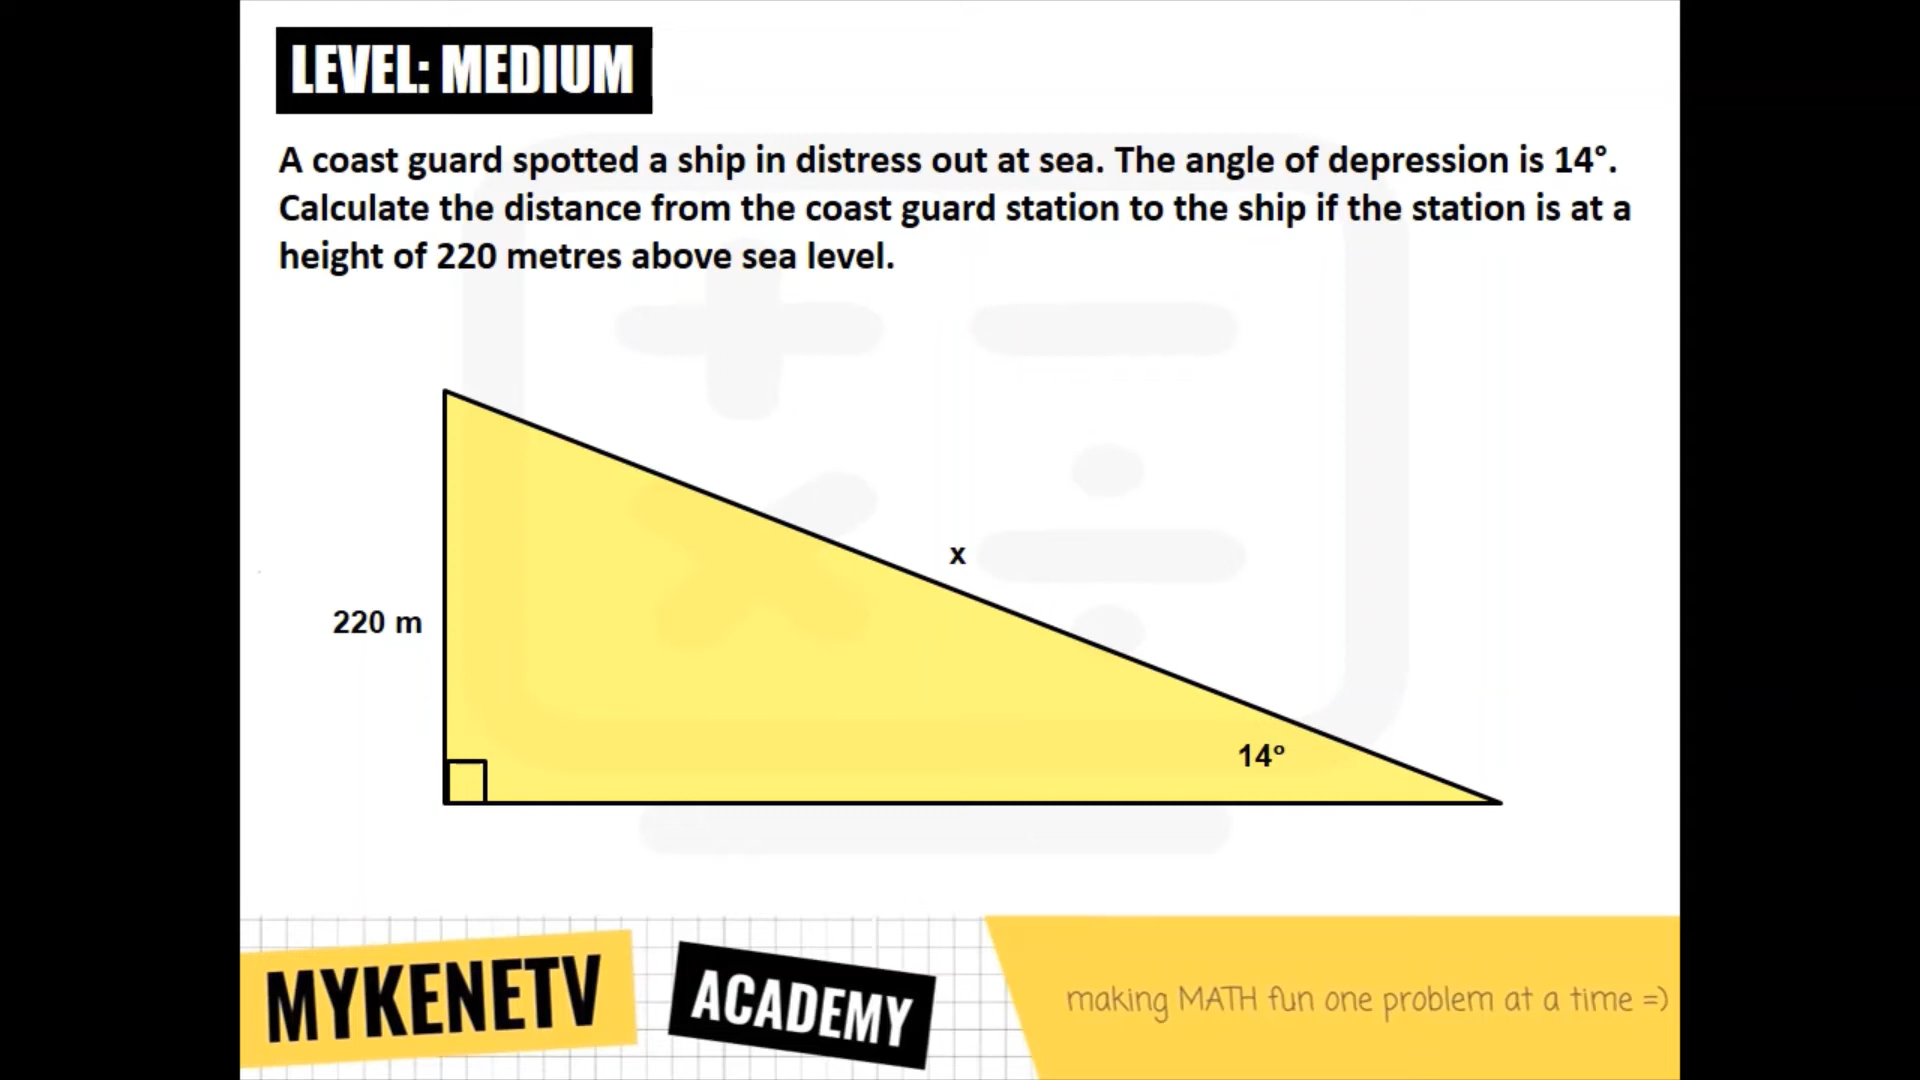 LEVEL: MEDIUM
A coast guard spotted a ship in distress out at sea. The angle of depression is 14°.
Calculate the distance from the coast guard station to the ship if the station is at a
height of 220 metres above sea level.
x
220 m
14°
MYKENETV
ACADEMY
making MATH fun one problem at a time =)